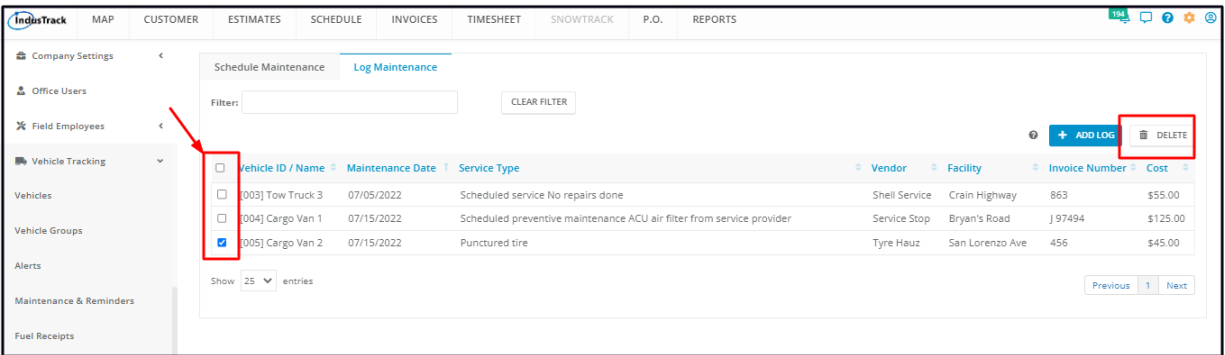 IndusTrack MAP CUSTOMER ESTIMATES SCHEDULE INVOICES TIMESHEET SNOWTRACK P.O. REPORTS 194
Company Settings
Office Users
Field Employees
Vehicle Tracking
Vehicles
Vehicle Groups
Alerts
Maintenance & Reminders
Fuel Receipts
Schedule Maintenance Log Maintenance
Filter: CLEAR FILTER
+ ADD LOG DELETE
Vehicle ID / Name Maintenance Date Service Type Vendor Facility Invoice Number Cost
[003] Tow Truck 3 07/05/2022 Scheduled service No repairs done Shell Service Crain Highway 863 $55.00
[004] Cargo Van 1 07/15/2022 Scheduled preventive maintenance ACU air filter from service provider Service Stop Bryan's Road J 97494 $125.00
[005] Cargo Van 2 07/15/2022 Punctured tire Tyre Hauz San Lorenzo Ave 456 $45.00
Show 25 entries
Previous 1 Next